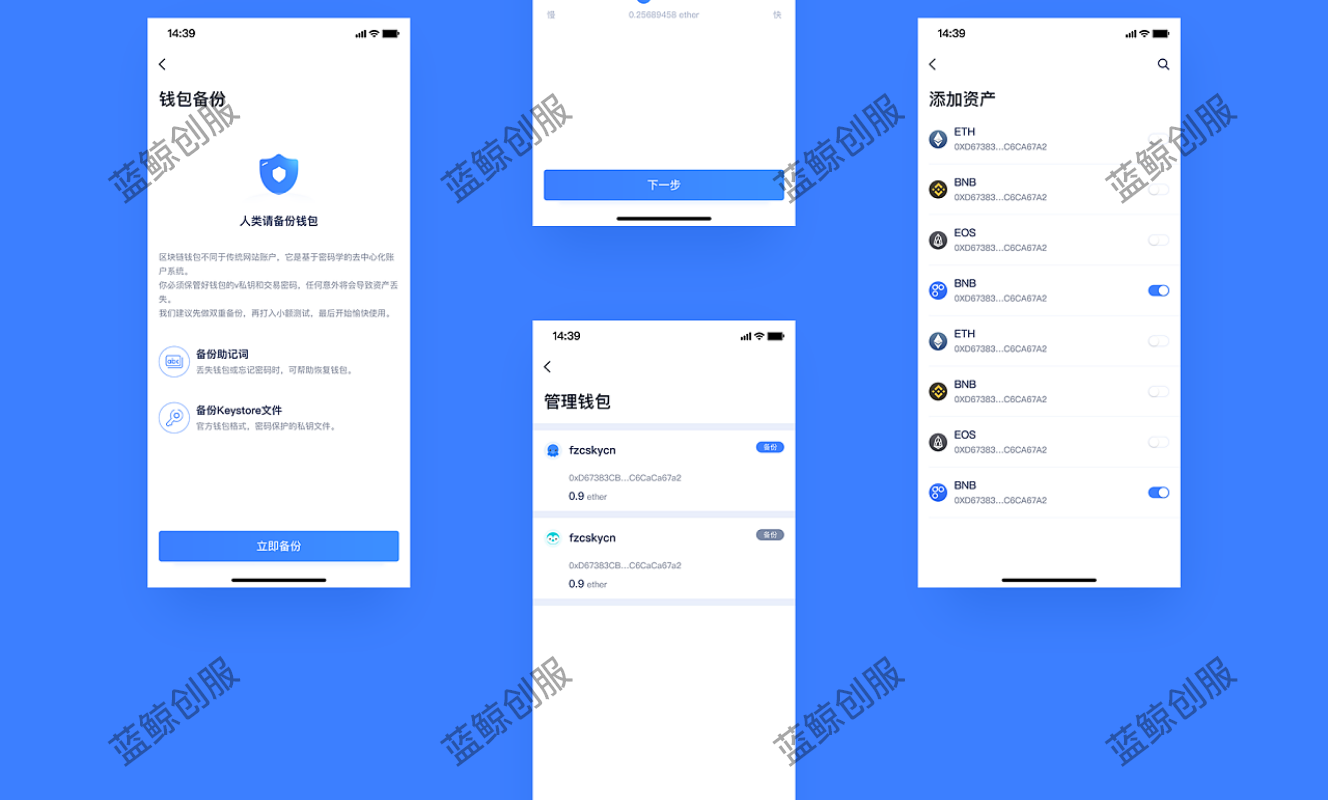 14:39
钱包备份
人类请备份钱包
区块链钱包不同于传统网站账户，它是基于密码学的去中心化账
户系统。
你必须保管好钱包的v私钥和交易密码，任何意外将会导致资产丢
失。
我们建议先做双重备份，再打入小额测试，最后开始愉快使用。
abc
备份助记词
丢失钱包或忘记密码时，可帮助恢复钱包。
备份Keystore文件
官方钱包格式，密码保护的私钥文件。
立即备份
慢 0.25689458 ether 快
下一步
14:39
管理钱包
fzcskycn 备份
0xD67383CB...C6CaCa67a2
0.9 ether
fzcskycn 备份
0xD67383CB...C6CaCa67a2
0.9 ether
14:39
添加资产
ETH
0XD67383...C6CA67A2
BNB
0XD67383...C6CA67A2
EOS
0XD67383...C6CA67A2
BNB
0XD67383...C6CA67A2
ETH
0XD67383...C6CA67A2
BNB
0XD67383...C6CA67A2
EOS
0XD67383...C6CA67A2
BNB
0XD67383...C6CA67A2
蓝鲸创服
蓝鲸创服
蓝鲸创服
蓝鲸创服
蓝鲸创服
蓝鲸创服
蓝鲸创服
蓝鲸创服